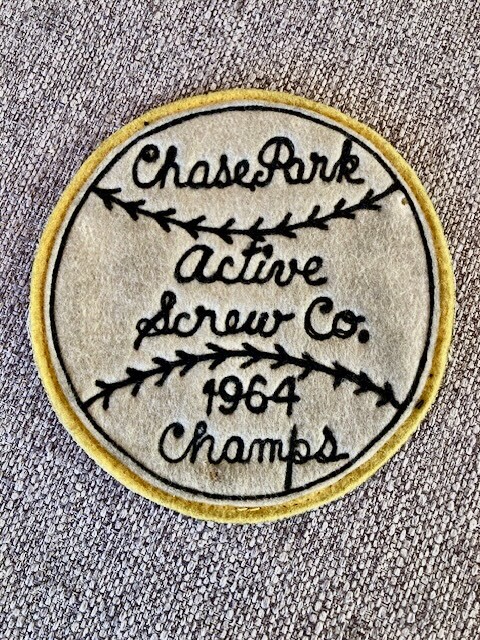 Chase Park
Active
Screw Co.
1964
Champs